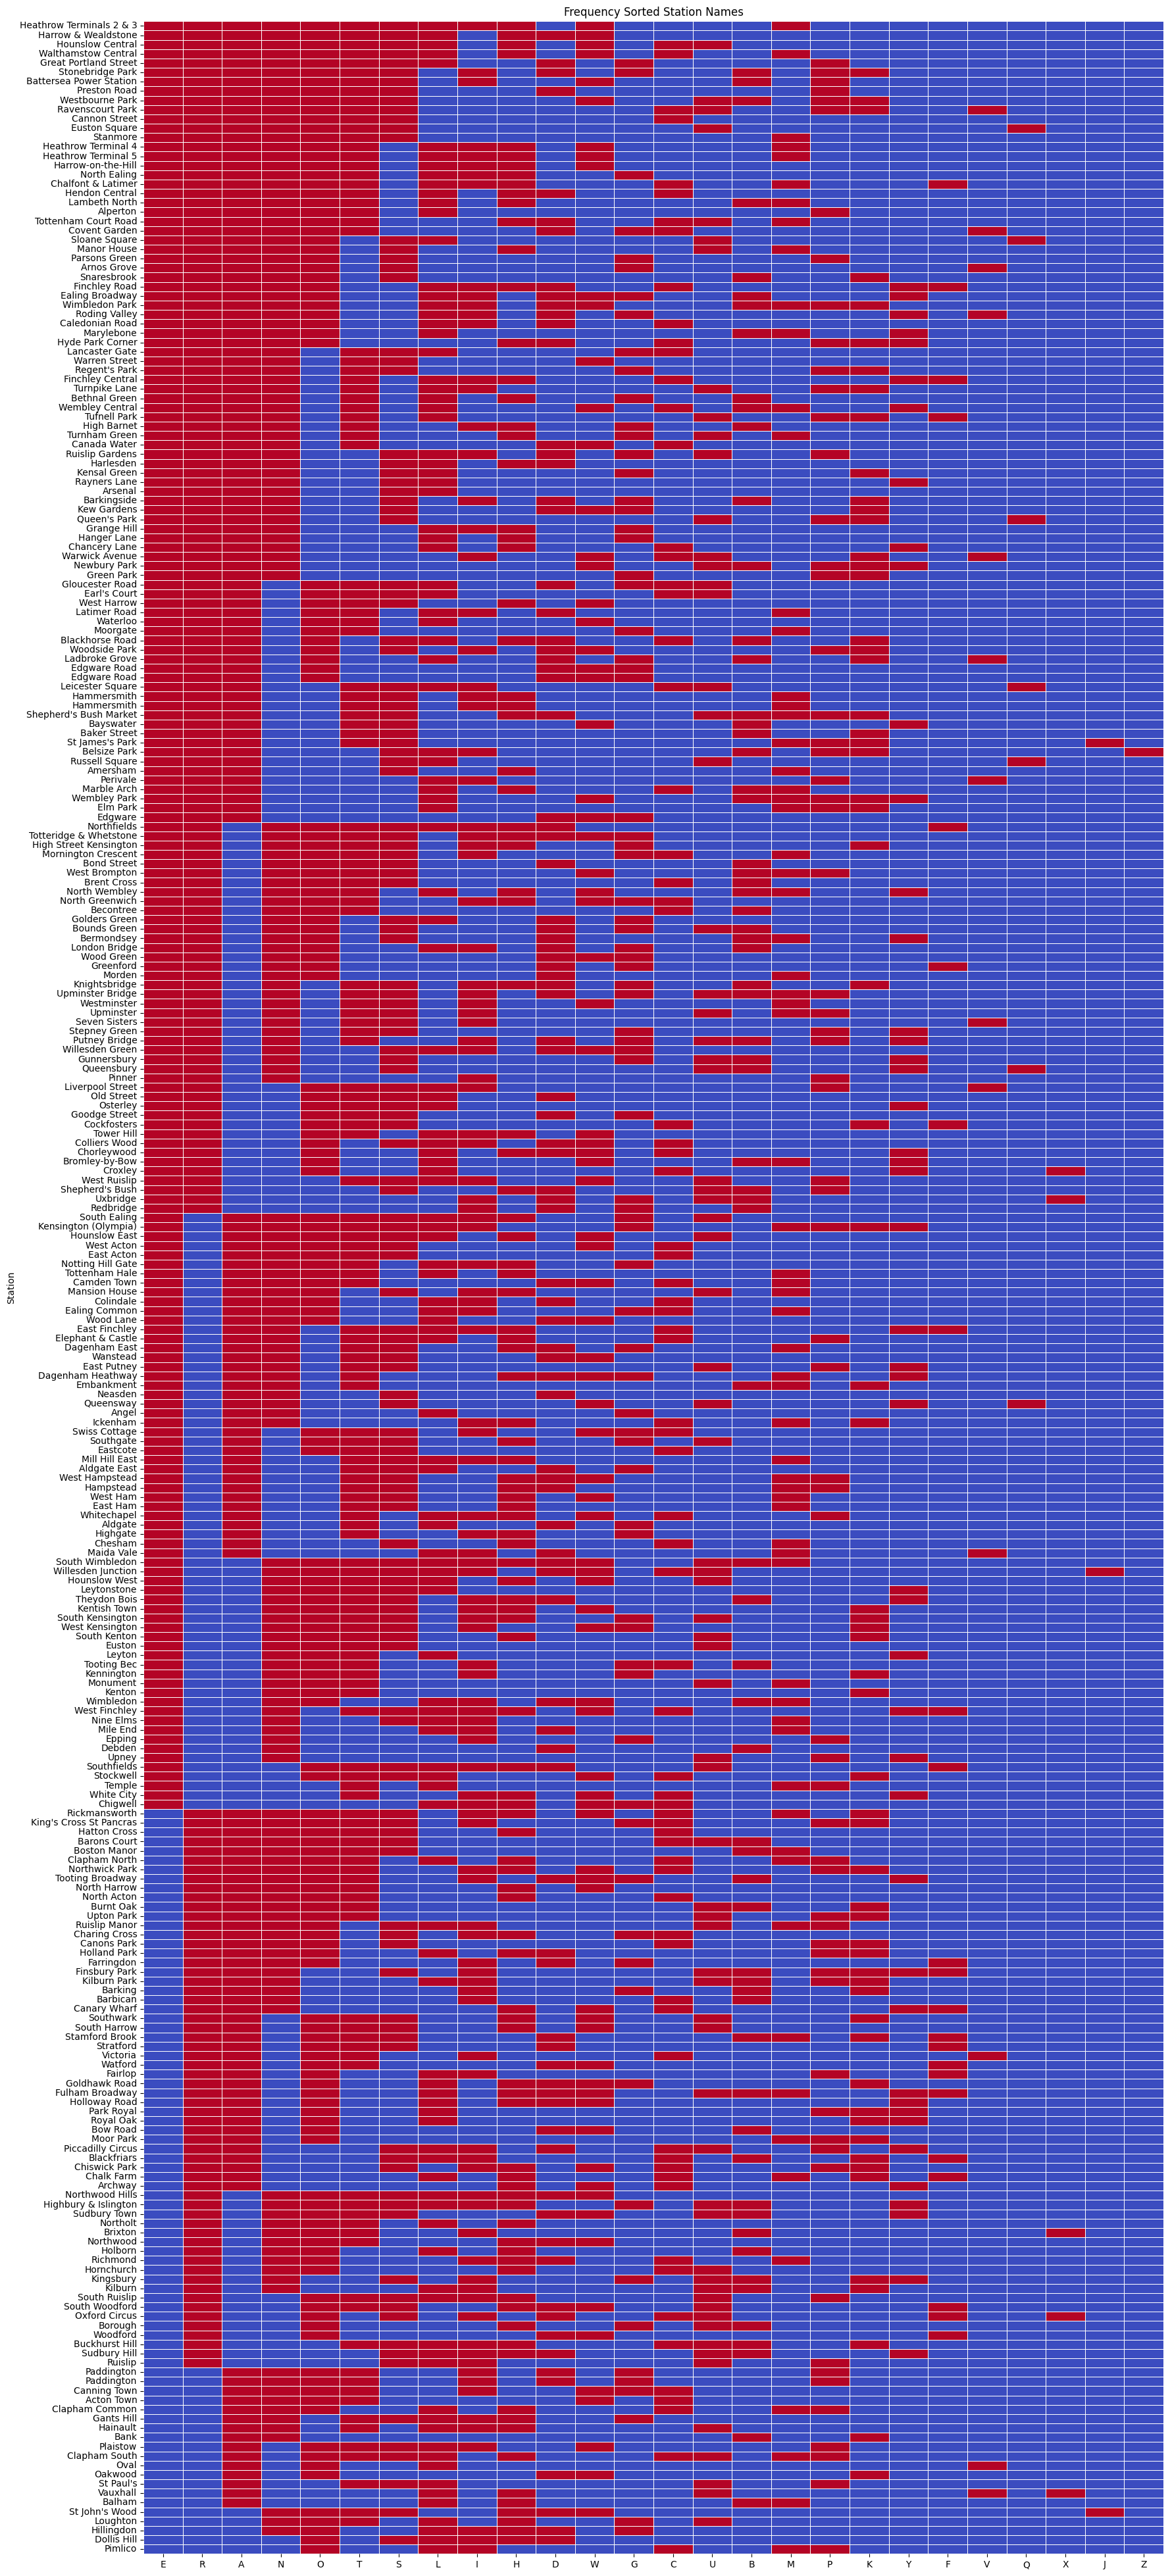 Frequency Sorted Station Names
Heathrow Terminals 2 & 3
Harrow & Wealdstone
Hounslow Central
Walthamstow Central
Great Portland Street
Stonebridge Park
Battersea Power Station
Preston Road
Westbourne Park
Ravenscourt Park
Cannon Street
Euston Square
Stanmore
Heathrow Terminal 4
Heathrow Terminal 5
Harrow-on-the-Hill
North Ealing
Chalfont & Latimer
Hendon Central
Lambeth North
Alperton
Tottenham Court Road
Covent Garden
Sloane Square
Manor House
Parsons Green
Arnos Grove
Snaresbrook
Finchley Road
Ealing Broadway
Wimbledon Park
Roding Valley
Caledonian Road
Marylebone
Hyde Park Corner
Lancaster Gate
Warren Street
Regent's Park
Finchley Central
Turnpike Lane
Bethnal Green
Wembley Central
Tufnell Park
High Barnet
Turnham Green
Canada Water
Ruislip Gardens
Harlesden
Kensal Green
Rayners Lane
Arsenal
Barkingside
Kew Gardens
Queen's Park
Grange Hill
Hanger Lane
Chancery Lane
Warwick Avenue
Newbury Park
Green Park
Gloucester Road
Earl's Court
West Harrow
Latimer Road
Waterloo
Moorgate
Blackhorse Road
Woodside Park
Ladbroke Grove
Edgware Road
Edgware Road
Leicester Square
Hammersmith
Hammersmith
Shepherd's Bush Market
Bayswater
Baker Street
St James's Park
Belsize Park
Russell Square
Amersham
Perivale
Marble Arch
Wembley Park
Elm Park
Edgware
Northfields
Totteridge & Whetstone
High Street Kensington
Mornington Crescent
Bond Street
West Brompton
Brent Cross
North Wembley
North Greenwich
Becontree
Golders Green
Bounds Green
Bermondsey
London Bridge
Wood Green
Greenford
Morden
Knightsbridge
Upminster Bridge
Westminster
Upminster
Seven Sisters
Stepney Green
Putney Bridge
Willesden Green
Gunnersbury
Queensbury
Pinner
Liverpool Street
Old Street
Osterley
Goodge Street
Cockfosters
Tower Hill
Colliers Wood
Chorleywood
Bromley-by-Bow
Croxley
West Ruislip
Shepherd's Bush
Uxbridge
Redbridge
South Ealing
Kensington (Olympia)
Hounslow East
West Acton
East Acton
Notting Hill Gate
Tottenham Hale
Camden Town
Mansion House
Colindale
Ealing Common
Wood Lane
East Finchley
Elephant & Castle
Dagenham East
Wanstead
East Putney
Dagenham Heathway
Embankment
Neasden
Queensway
Angel
Ickenham
Swiss Cottage
Southgate
Eastcote
Mill Hill East
Aldgate East
West Hampstead
Hampstead
West Ham
East Ham
Whitechapel
Aldgate
Highgate
Chesham
Maida Vale
South Wimbledon
Willesden Junction
Hounslow West
Leytonstone
Theydon Bois
Kentish Town
South Kensington
West Kensington
South Kenton
Euston
Leyton
Tooting Bec
Kennington
Monument
Kenton
Wimbledon
West Finchley
Nine Elms
Mile End
Epping
Debden
Upney
Southfields
Stockwell
Temple
White City
Chigwell
Rickmansworth
King's Cross St Pancras
Hatton Cross
Barons Court
Boston Manor
Clapham North
Northwick Park
Tooting Broadway
North Harrow
North Acton
Burnt Oak
Upton Park
Ruislip Manor
Charing Cross
Canons Park
Holland Park
Farringdon
Finsbury Park
Kilburn Park
Barking
Barbican
Canary Wharf
Southwark
South Harrow
Stamford Brook
Stratford
Victoria
Watford
Fairlop
Goldhawk Road
Fulham Broadway
Holloway Road
Park Royal
Royal Oak
Bow Road
Moor Park
Piccadilly Circus
Blackfriars
Chiswick Park
Chalk Farm
Archway
Northwood Hills
Highbury & Islington
Sudbury Town
Northolt
Brixton
Northwood
Holborn
Richmond
Hornchurch
Kingsbury
Kilburn
South Ruislip
South Woodford
Oxford Circus
Borough
Woodford
Buckhurst Hill
Sudbury Hill
Ruislip
Paddington
Paddington
Canning Town
Acton Town
Clapham Common
Gants Hill
Hainault
Bank
Plaistow
Clapham South
Oval
Oakwood
St Paul's
Vauxhall
Balham
St John's Wood
Loughton
Hillingdon
Dollis Hill
Pimlico
Station
E R A N O T S L I H D W G C U B M P K Y F V Q X J Z